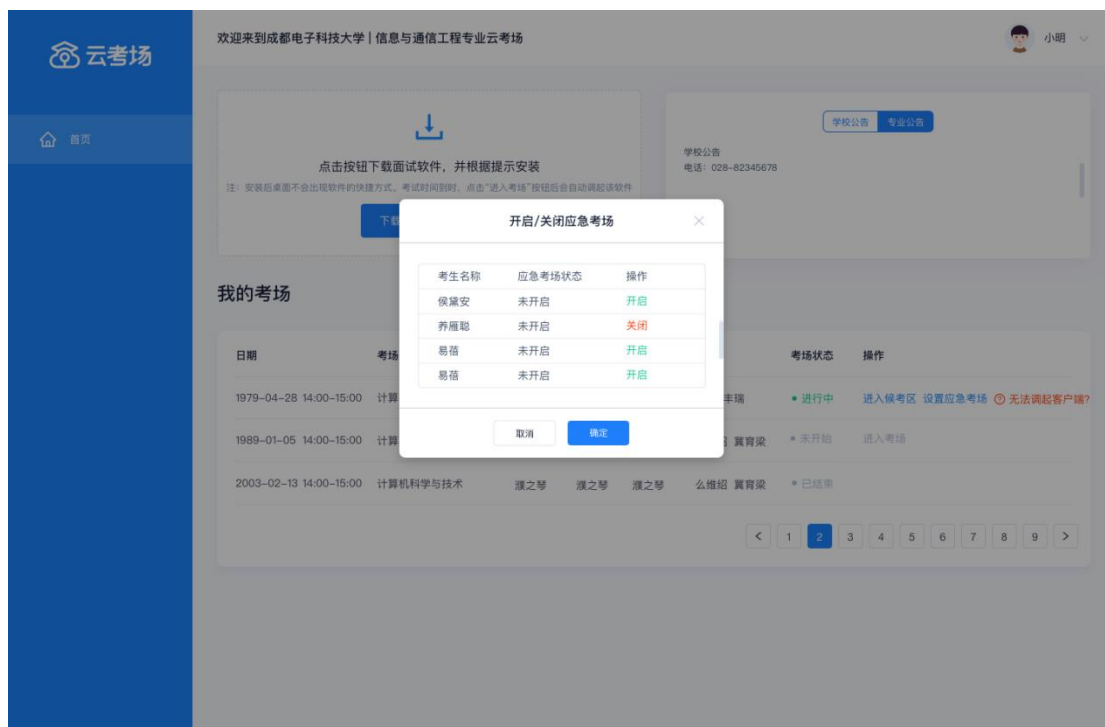 云考场
欢迎来到成都电子科技大学 | 信息与通信工程专业云考场
小明
首页
点击按钮下载面试软件，并根据提示安装
注：安装后桌面不会出现软件的快捷方式，考试时间到时，点击“进入考场”按钮后会自动调起该软件
下载
学校公告 专业公告
学校公告
电话：028-82345678
我的考场
开启/关闭应急考场
考生名称 应急考场状态 操作
侯黛安 未开启 开启
养雁聪 未开启 关闭
易蓓 未开启 开启
易蓓 未开启 开启
取消 确定
日期 考场 考场状态 操作
1979-04-28 14:00-15:00 计算 丰瑞 进行中 进入候考区 设置应急考场 无法调起客户端?
1989-01-05 14:00-15:00 计算 冀育梁 未开始 进入考场
2003-02-13 14:00-15:00 计算机科学与技术 濮之琴 濮之琴 濮之琴 么维绍 冀育梁 已结束
< 1 2 3 4 5 6 7 8 9 >